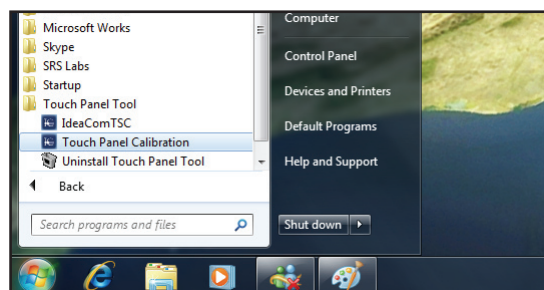 Microsoft Works
Skype
SRS Labs
Startup
Touch Panel Tool
IdeaComTSC
Touch Panel Calibration
Uninstall Touch Panel Tool
Back
Search programs and files
Computer
Control Panel
Devices and Printers
Default Programs
Help and Support
Shut down